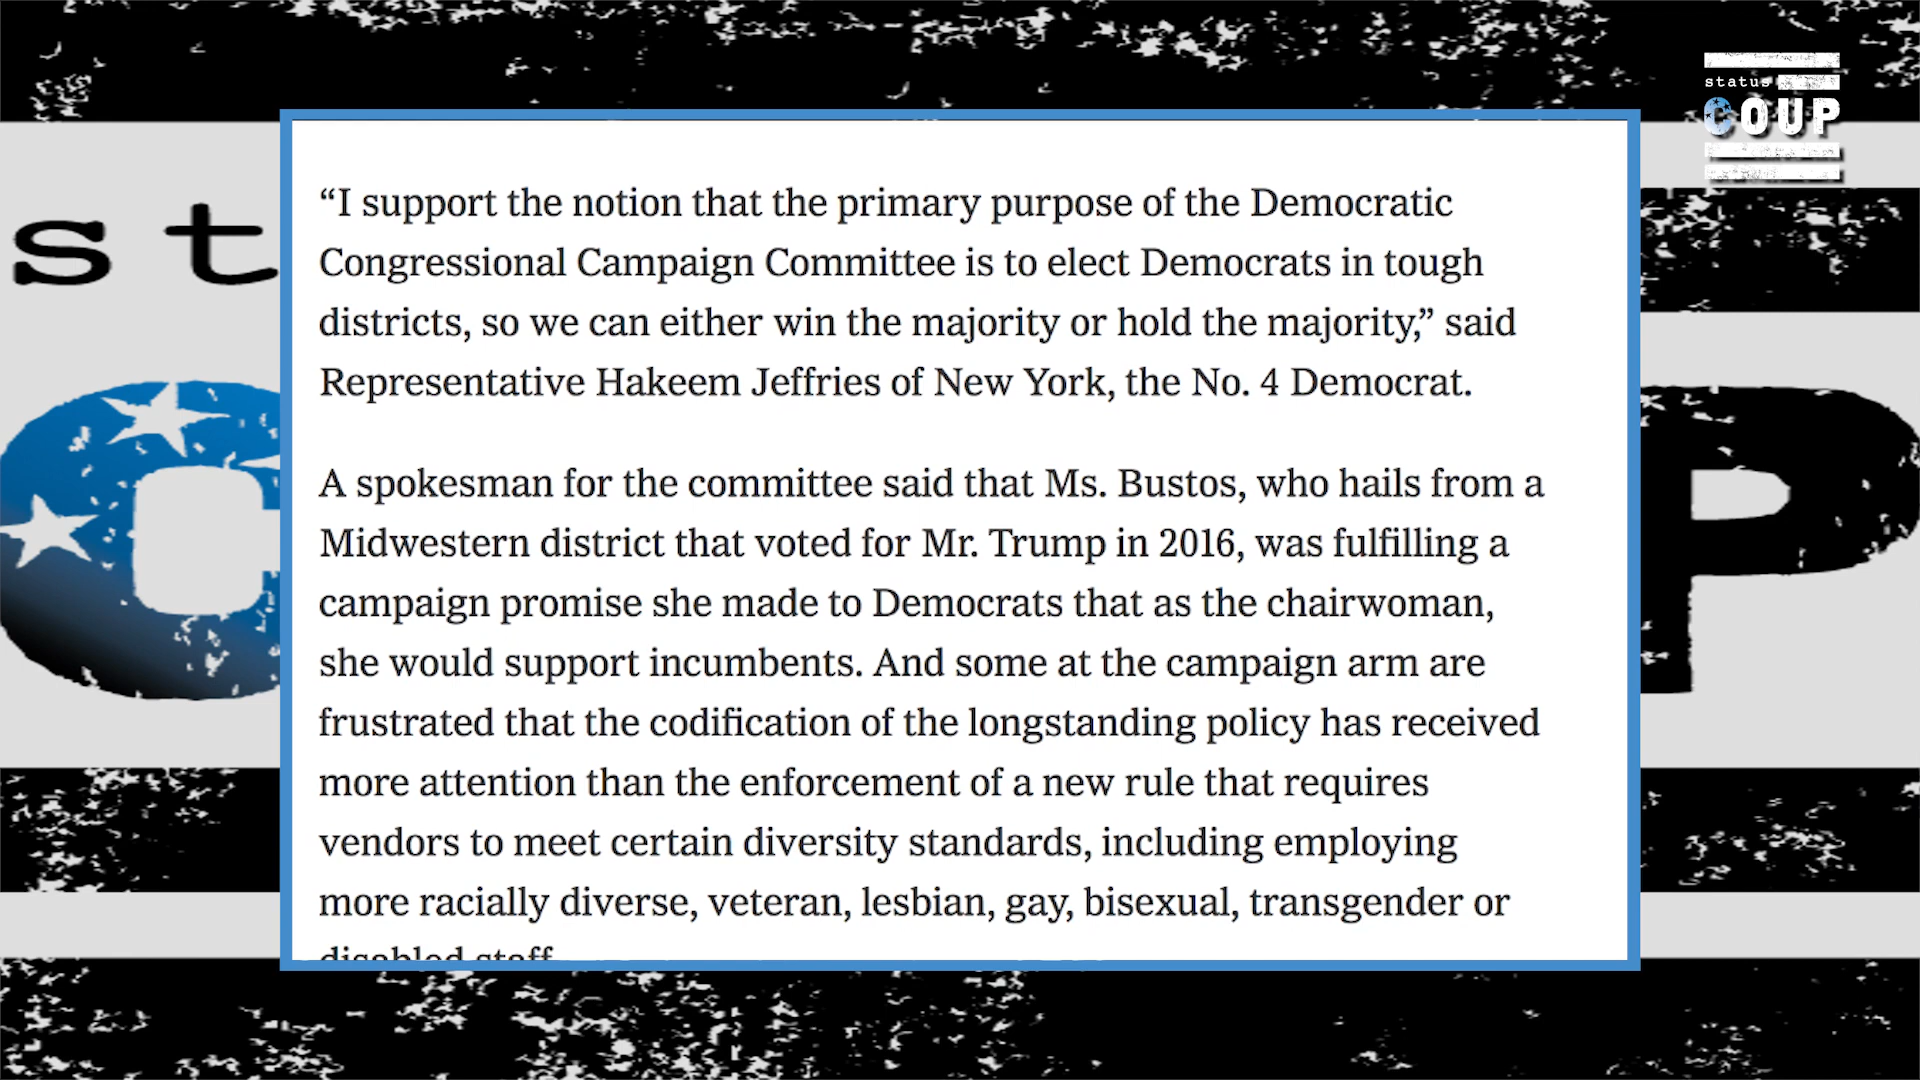 status
COUP
st
C
P
“I support the notion that the primary purpose of the Democratic
Congressional Campaign Committee is to elect Democrats in tough
districts, so we can either win the majority or hold the majority,” said
Representative Hakeem Jeffries of New York, the No. 4 Democrat.
A spokesman for the committee said that Ms. Bustos, who hails from a
Midwestern district that voted for Mr. Trump in 2016, was fulfilling a
campaign promise she made to Democrats that as the chairwoman,
she would support incumbents. And some at the campaign arm are
frustrated that the codification of the longstanding policy has received
more attention than the enforcement of a new rule that requires
vendors to meet certain diversity standards, including employing
more racially diverse, veteran, lesbian, gay, bisexual, transgender or
disabled staff